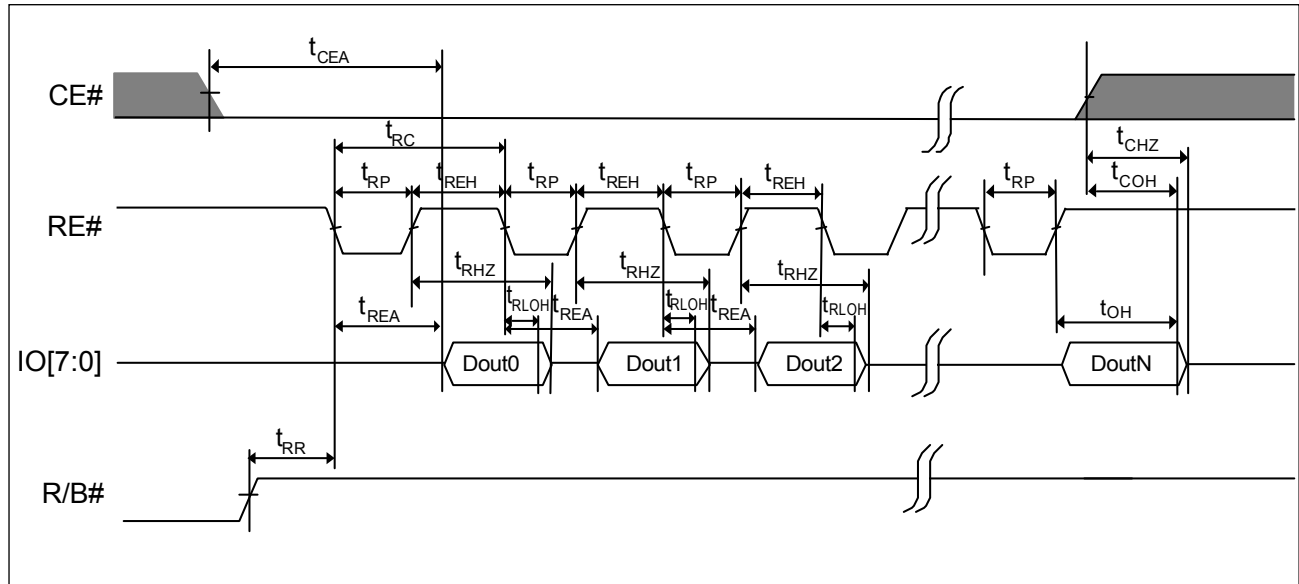 tCEA
CE#
tRC
tCHZ
tRP tREH tRP tREH tRP tREH tRP tCOH
RE#
tRHZ tRHZ tRHZ
tREA tRLOH tREA tRLOH tREA tRLOH tOH
IO[7:0] Dout0 Dout1 Dout2 DoutN
tRR
R/B#